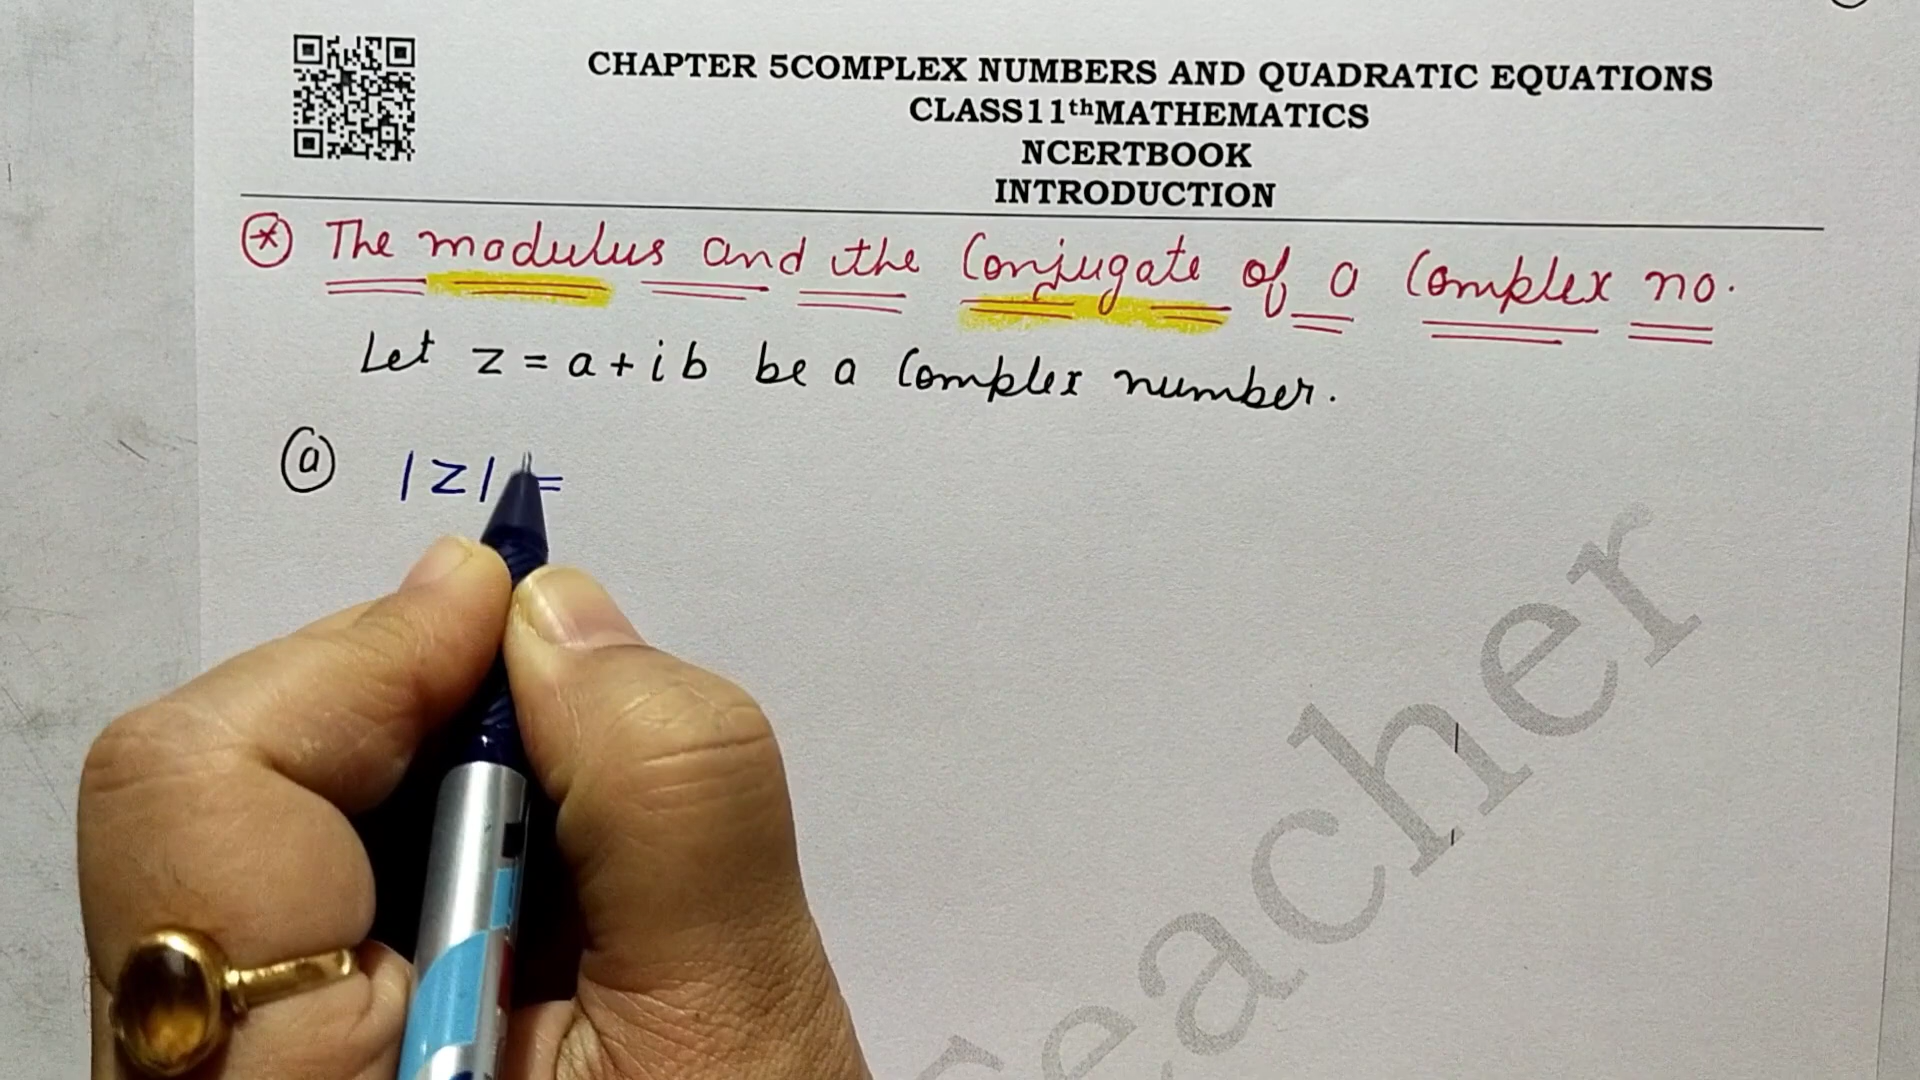 CHAPTER 5COMPLEX NUMBERS AND QUADRATIC EQUATIONS
CLASS11thMATHEMATICS
NCERTBOOK
INTRODUCTION
* The modulus and the Conjugate of a Complex no.
Let z = a + i b be a Complex number.
(a) |z| =
eacher